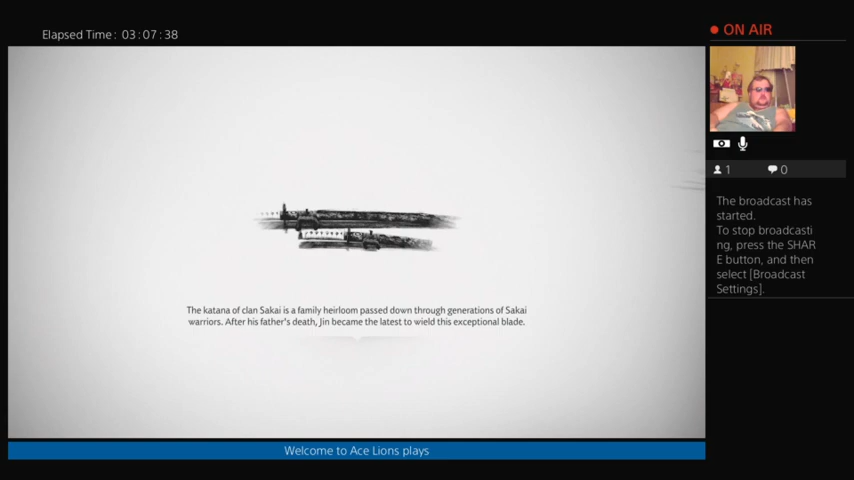 Elapsed Time: 03:07:38
ON AIR
1
0
The broadcast has
started.
To stop broadcasti
ng, press the SHAR
E button, and then
select [Broadcast
Settings].
The katana of clan Sakai is a family heirloom passed down through generations of Sakai
warriors. After his father's death, Jin became the latest to wield this exceptional blade.
Welcome to Ace Lions plays